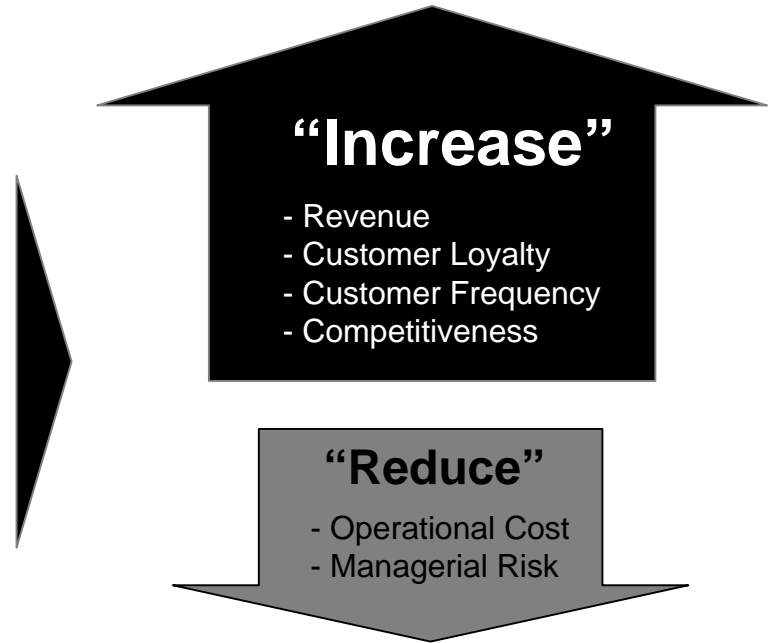 “Increase”
- Revenue
- Customer Loyalty
- Customer Frequency
- Competitiveness
“Reduce”
- Operational Cost
- Managerial Risk